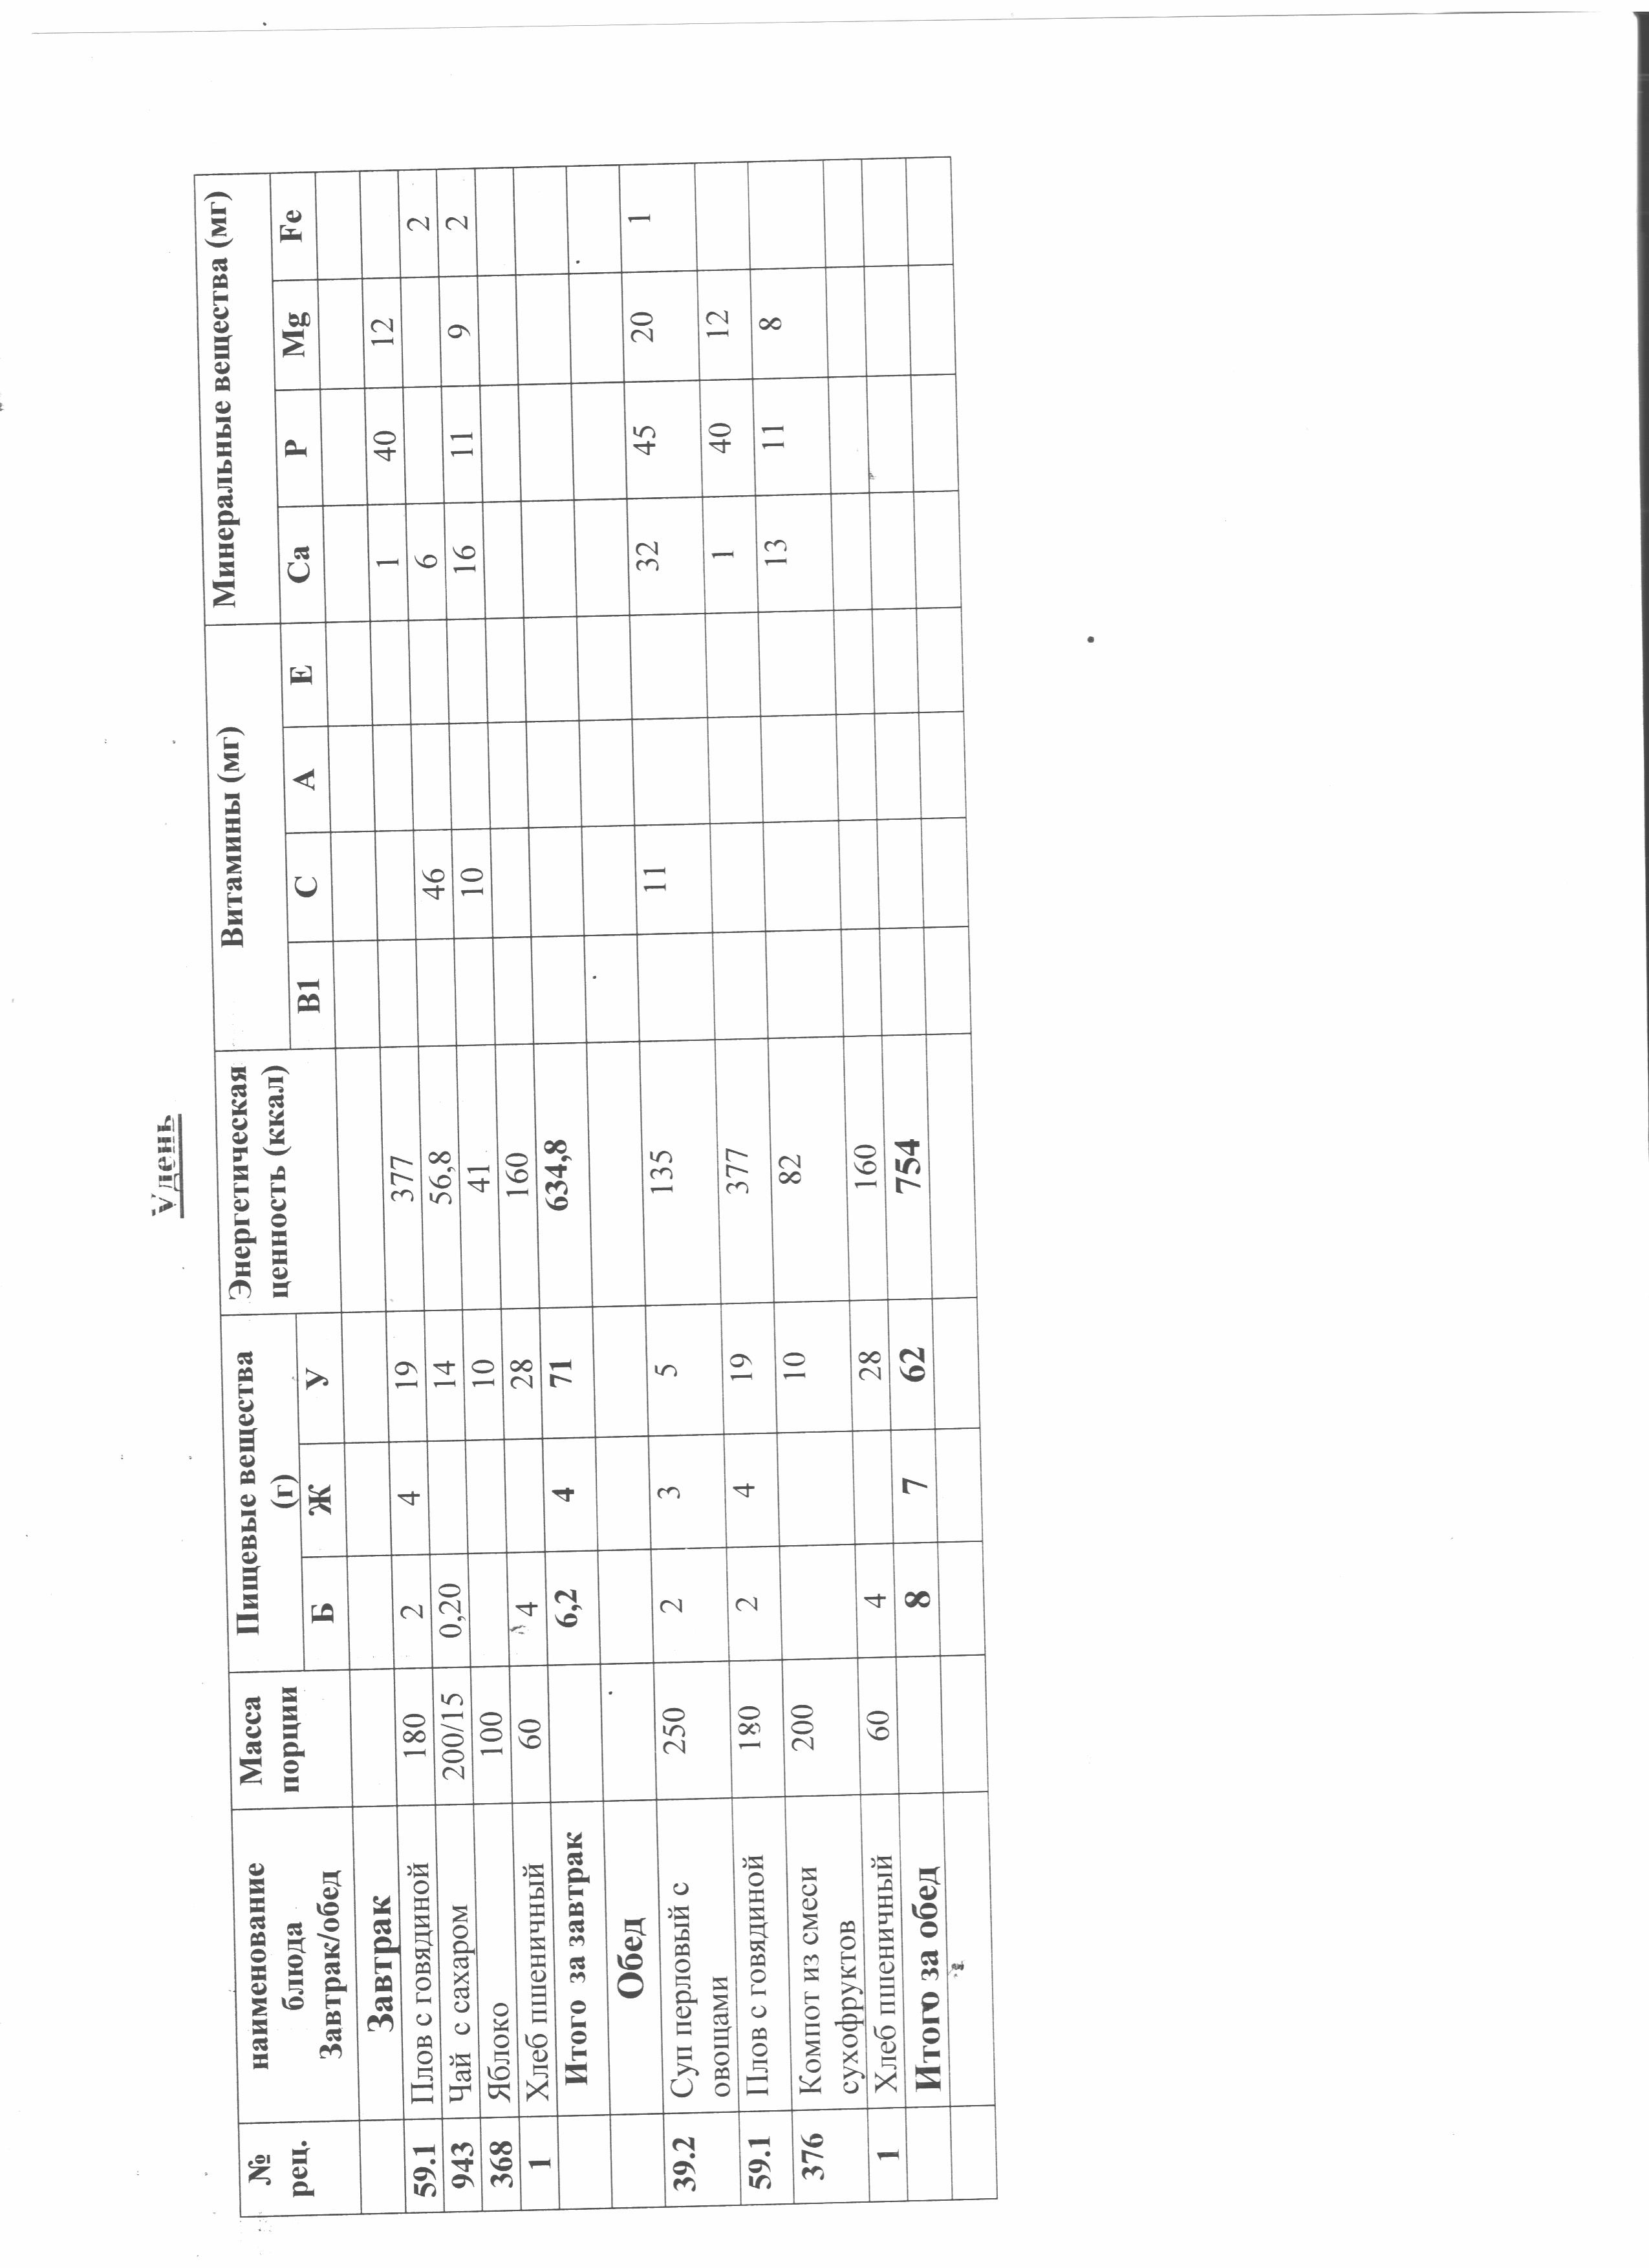 день
№ рец. наименование блюда Завтрак/обед Масса порции Пищевые вещества (г) Энергетическая ценность (ккал) Витамины (мг) Минеральные вещества (мг)
Б Ж У B1 C A E Ca P Mg Fe
Завтрак
59.1 Плов с говядиной 180 2 4 19 377 1 40 12
943 Чай с сахаром 200/15 0,20 14 56,8 46 6 2
368 Яблоко 100 10 41 10 16 11 9 2
1 Хлеб пшеничный 60 4 28 160
Итого за завтрак 6,2 4 71 634,8
Обед
39.2 Суп перловый с 250 2 3 5 135 11 32 45 20 1
овощами
59.1 Плов с говядиной 180 2 4 19 377 1 40 12
376 Компот из смеси 200 10 82 13 11 8
сухофруктов
1 Хлеб пшеничный 60 4 28 160
Итого за обед 8 7 62 754